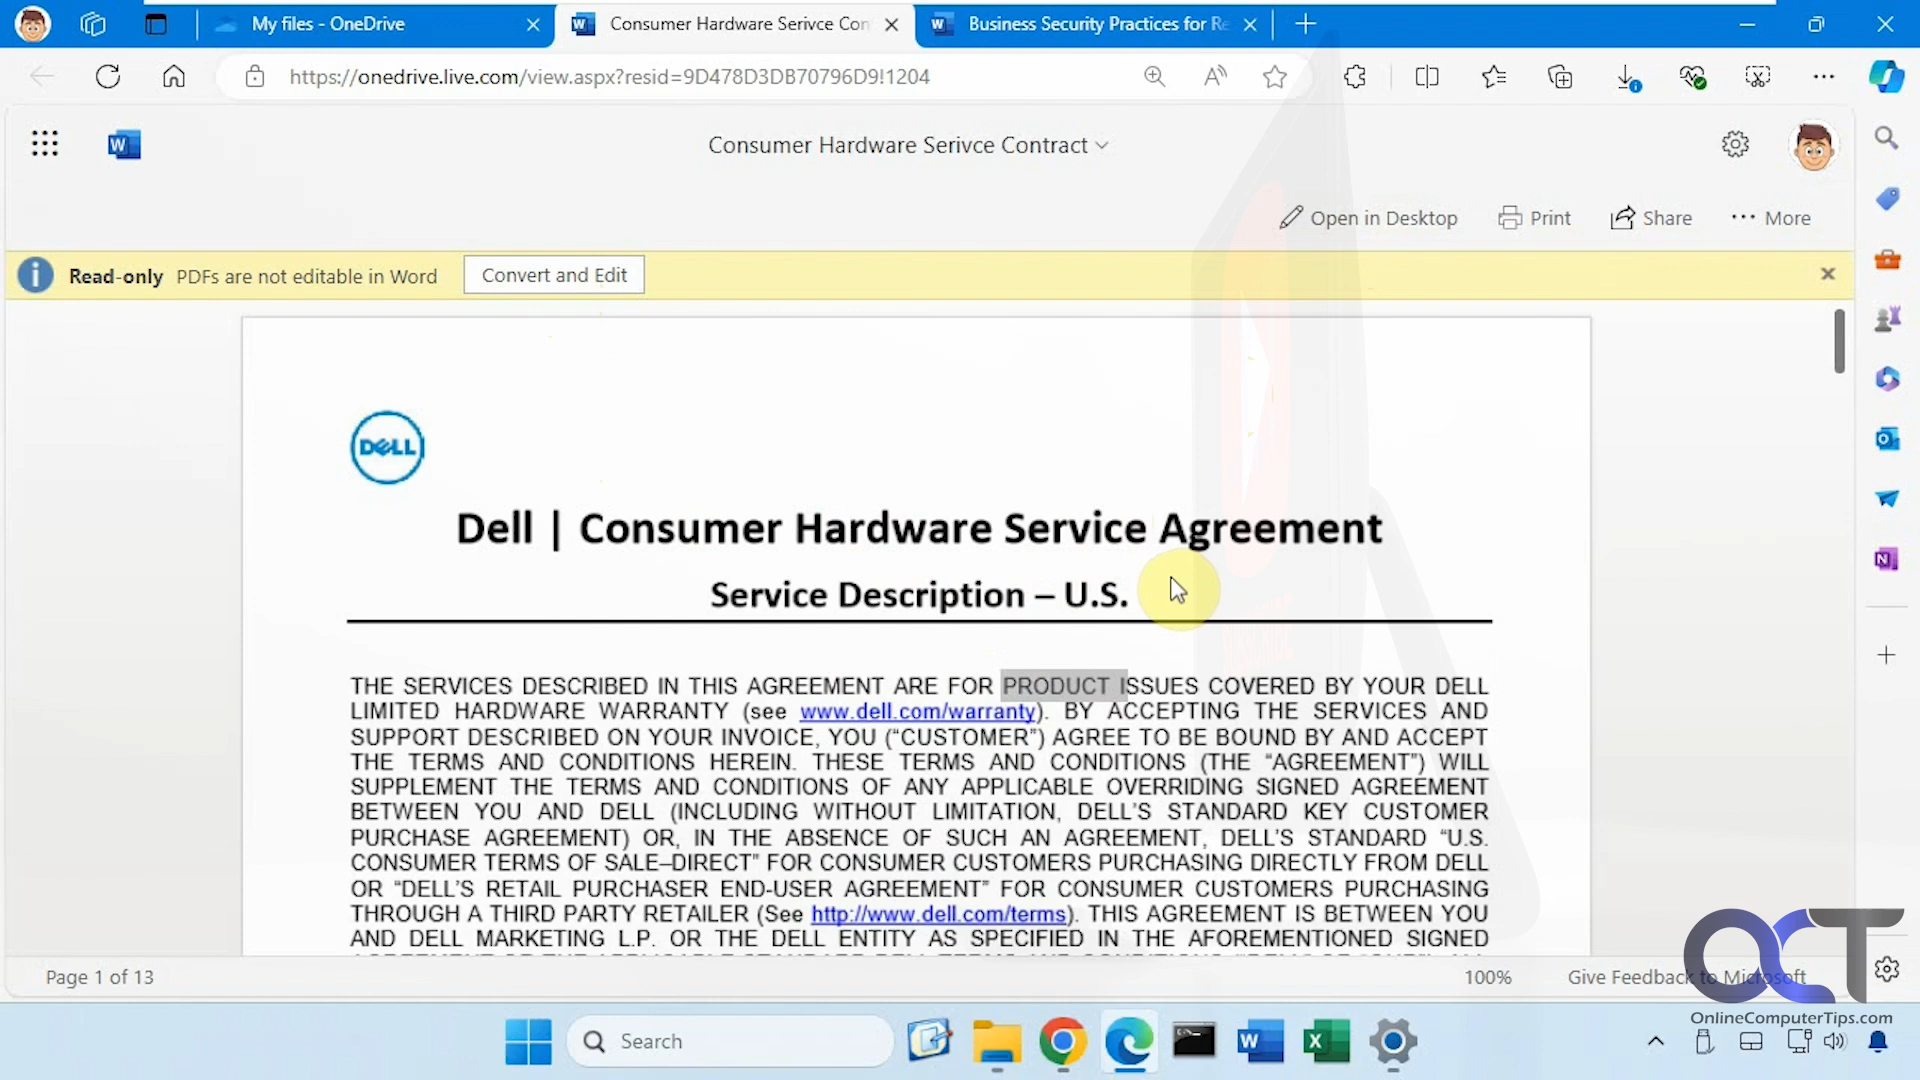 My files - OneDrive
Consumer Hardware Serivce Con
Business Security Practices for Re
https://onedrive.live.com/view.aspx?resid=9D478D3DB70796D9!1204
Consumer Hardware Serivce Contract
Open in Desktop
Print
Share
More
Read-only PDFs are not editable in Word
Convert and Edit
DELL
Dell | Consumer Hardware Service Agreement
Service Description – U.S.
THE SERVICES DESCRIBED IN THIS AGREEMENT ARE FOR PRODUCT ISSUES COVERED BY YOUR DELL
LIMITED HARDWARE WARRANTY (see www.dell.com/warranty). BY ACCEPTING THE SERVICES AND
SUPPORT DESCRIBED ON YOUR INVOICE, YOU (“CUSTOMER”) AGREE TO BE BOUND BY AND ACCEPT
THE TERMS AND CONDITIONS HEREIN. THESE TERMS AND CONDITIONS (THE “AGREEMENT”) WILL
SUPPLEMENT THE TERMS AND CONDITIONS OF ANY APPLICABLE OVERRIDING SIGNED AGREEMENT
BETWEEN YOU AND DELL (INCLUDING WITHOUT LIMITATION, DELL’S STANDARD KEY CUSTOMER
PURCHASE AGREEMENT) OR, IN THE ABSENCE OF SUCH AN AGREEMENT, DELL’S STANDARD “U.S.
CONSUMER TERMS OF SALE–DIRECT” FOR CONSUMER CUSTOMERS PURCHASING DIRECTLY FROM DELL
OR “DELL’S RETAIL PURCHASER END-USER AGREEMENT” FOR CONSUMER CUSTOMERS PURCHASING
THROUGH A THIRD PARTY RETAILER (See http://www.dell.com/terms). THIS AGREEMENT IS BETWEEN YOU
AND DELL MARKETING L.P. OR THE DELL ENTITY AS SPECIFIED IN THE AFOREMENTIONED SIGNED
Page 1 of 13
100%
Give Feedback to Microsoft
OCT
OnlineComputerTips.com
Search